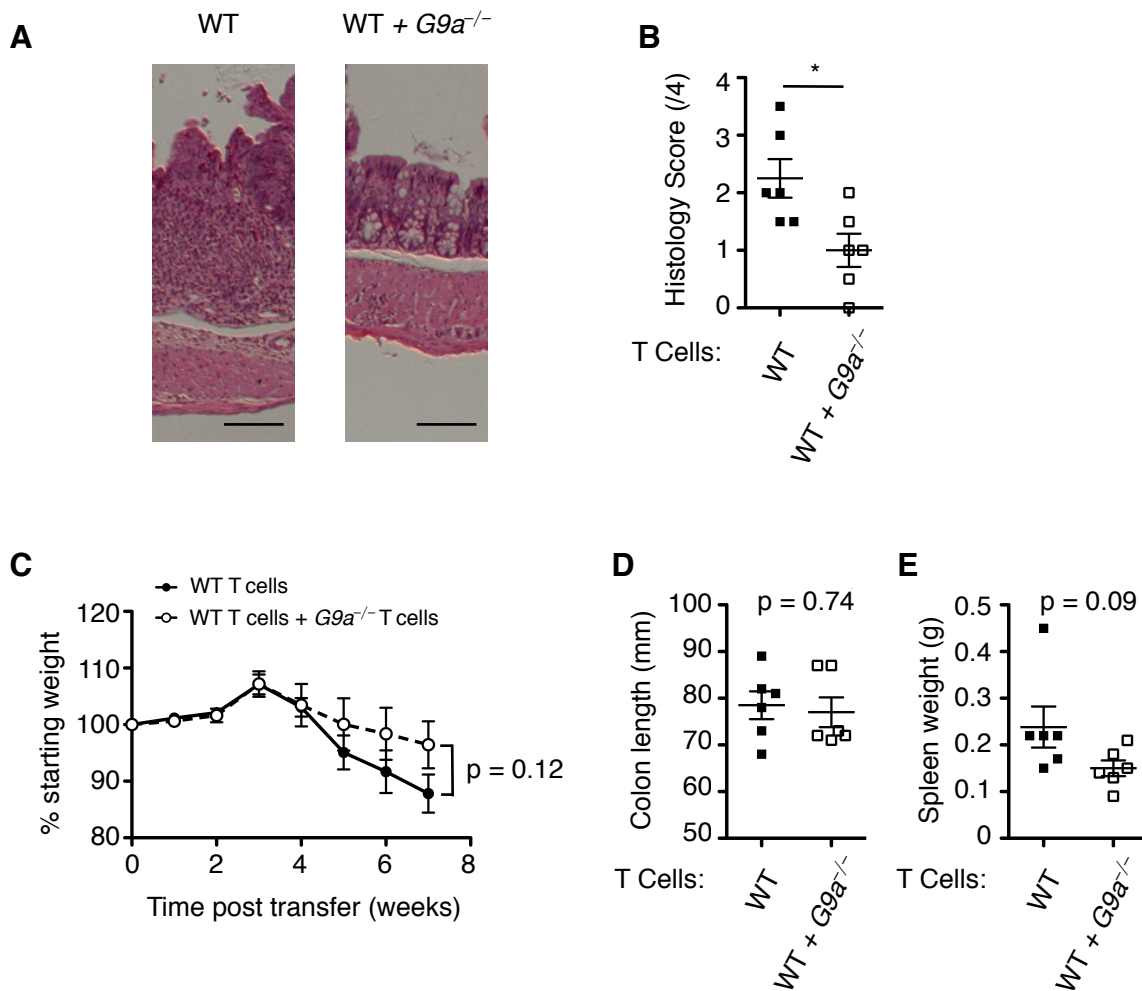 A
WT
WT + G9a−/−
B
*
Histology Score (/4)
4
3
2
1
0
T Cells:
WT
WT + G9a−/−
C
WT T cells
WT T cells + G9a−/− T cells
% starting weight
120
110
100
90
80
p = 0.12
0 2 4 6 8
Time post transfer (weeks)
D
p = 0.74
Colon length (mm)
100
90
80
70
60
50
T Cells:
WT
WT + G9a−/−
E
p = 0.09
Spleen weight (g)
0.5
0.4
0.3
0.2
0.1
0
T Cells:
WT
WT + G9a−/−